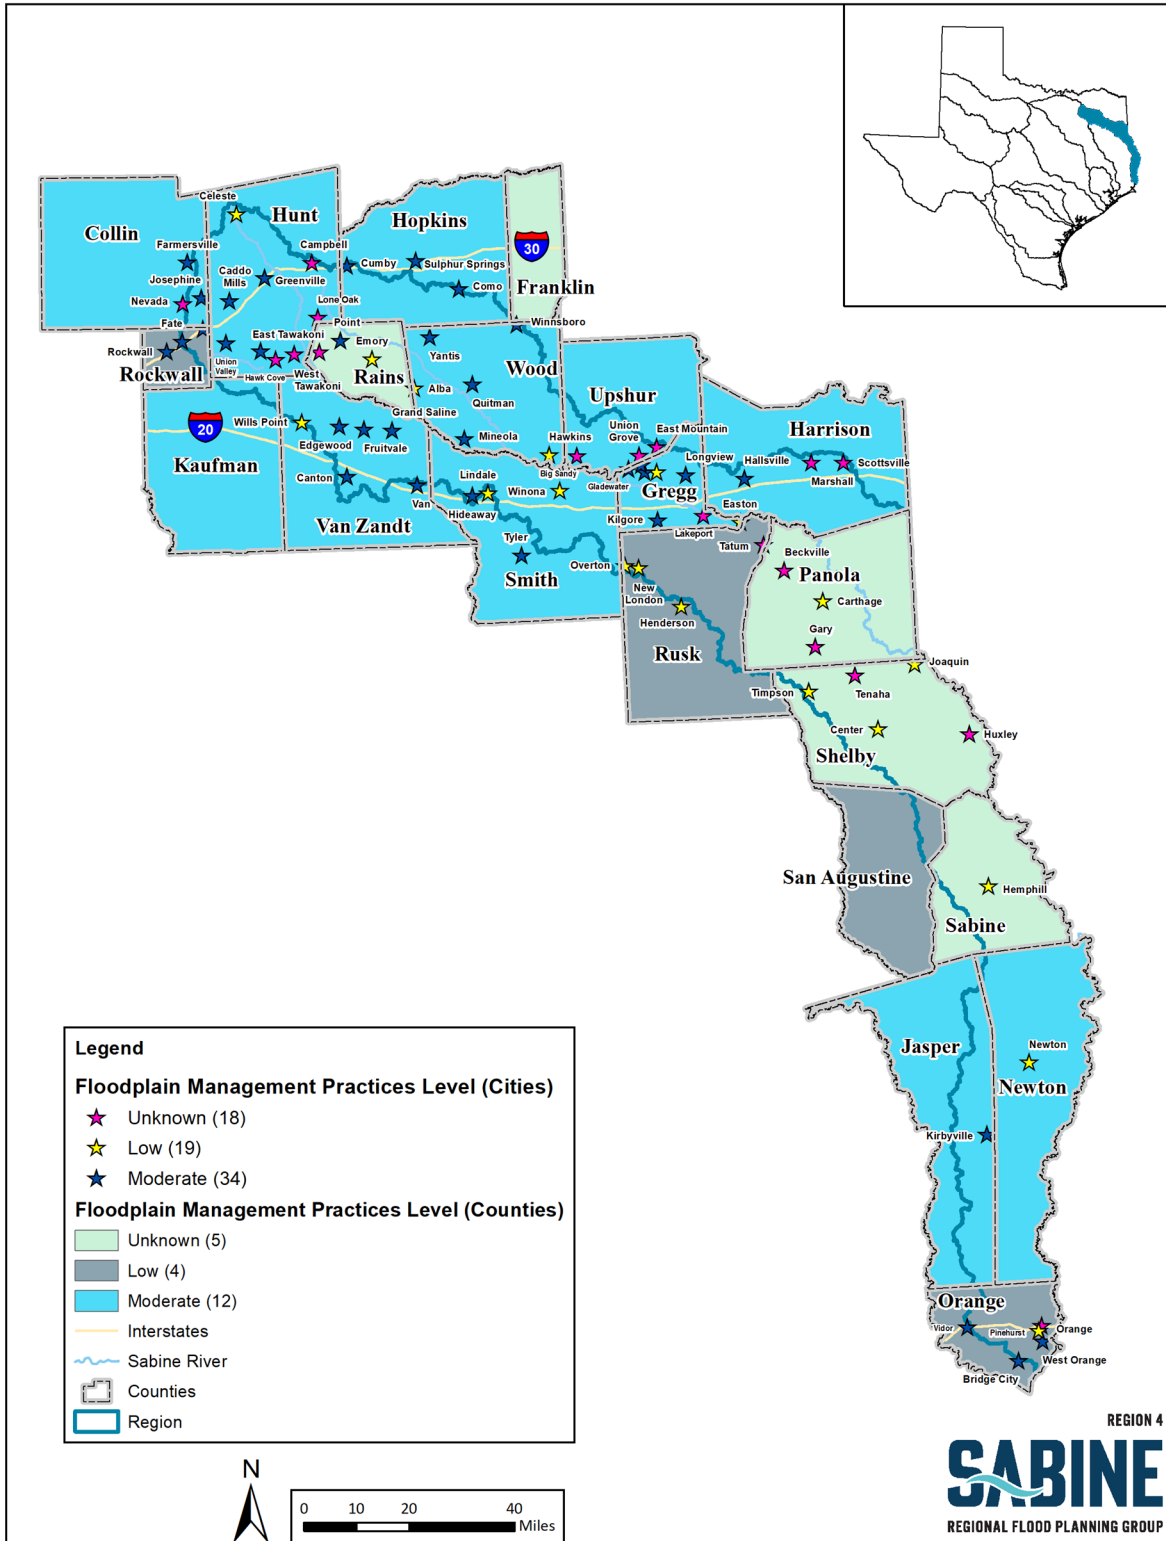 Celeste
Hunt
Hopkins
Collin
Farmersville
Campbell
30
Cumby
Sulphur Springs
Caddo
Mills
Greenville
Josephine
Como
Franklin
Nevada
Lone Oak
Fate
Point
Winnsboro
East Tawakoni
Emory
Rockwall
Yantis
Union
Valley
Hawk Cove
West
Tawakoni
Rockwall
Rains
Wood
Alba
Quitman
Upshur
Grand Saline
Wills Point
20
Union
Grove
East Mountain
Harrison
Edgewood
Fruitvale
Mineola
Hawkins
Longview
Hallsville
Scottsville
Kaufman
Canton
Lindale
Big Sandy
Marshall
Winona
Gladewater
Gregg
Van
Hideaway
Easton
Van Zandt
Kilgore
Lakeport
Tyler
Tatum
Beckville
Smith
Overton
Panola
New
London
Carthage
Henderson
Gary
Rusk
Joaquin
Timpson
Tenaha
Center
Huxley
Shelby
San Augustine
Hemphill
Sabine
Jasper
Newton
Newton
Kirbyville
Orange
Vidor
Pinehurst
Orange
West Orange
Bridge City
Legend
Floodplain Management Practices Level (Cities)
Unknown (18)
Low (19)
Moderate (34)
Floodplain Management Practices Level (Counties)
Unknown (5)
Low (4)
Moderate (12)
Interstates
Sabine River
Counties
Region
N
0 10 20 40
Miles
REGION 4
SABINE
REGIONAL FLOOD PLANNING GROUP